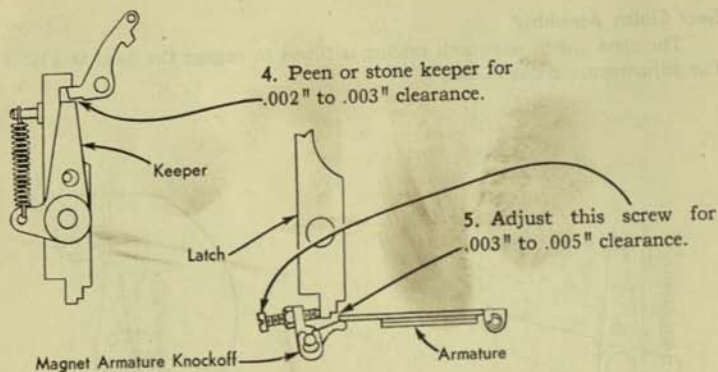 4. Peen or stone keeper for
.002" to .003" clearance.
Keeper
5. Adjust this screw for
.003" to .005" clearance.
Latch
Magnet Armature Knockoff
Armature